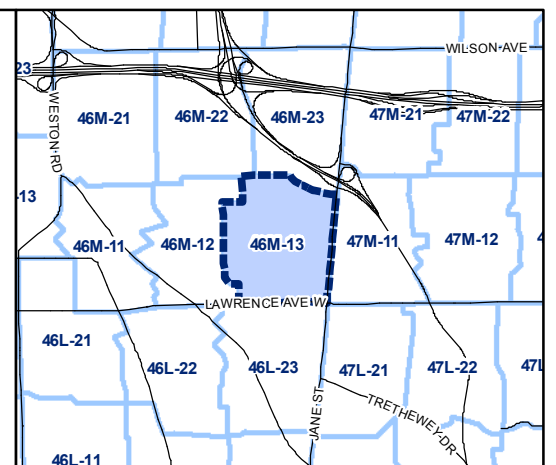 WILSON AVE
23
46M-21
46M-22
46M-23
47M-21
47M-22
WESTON RD
-13
46M-11
46M-12
46M-13
47M-11
47M-12
4
LAWRENCE AVE W
46L-21
46L-22
46L-23
47L-21
47L-22
47L
JANE ST
TRETHEWEY DR
46L-11